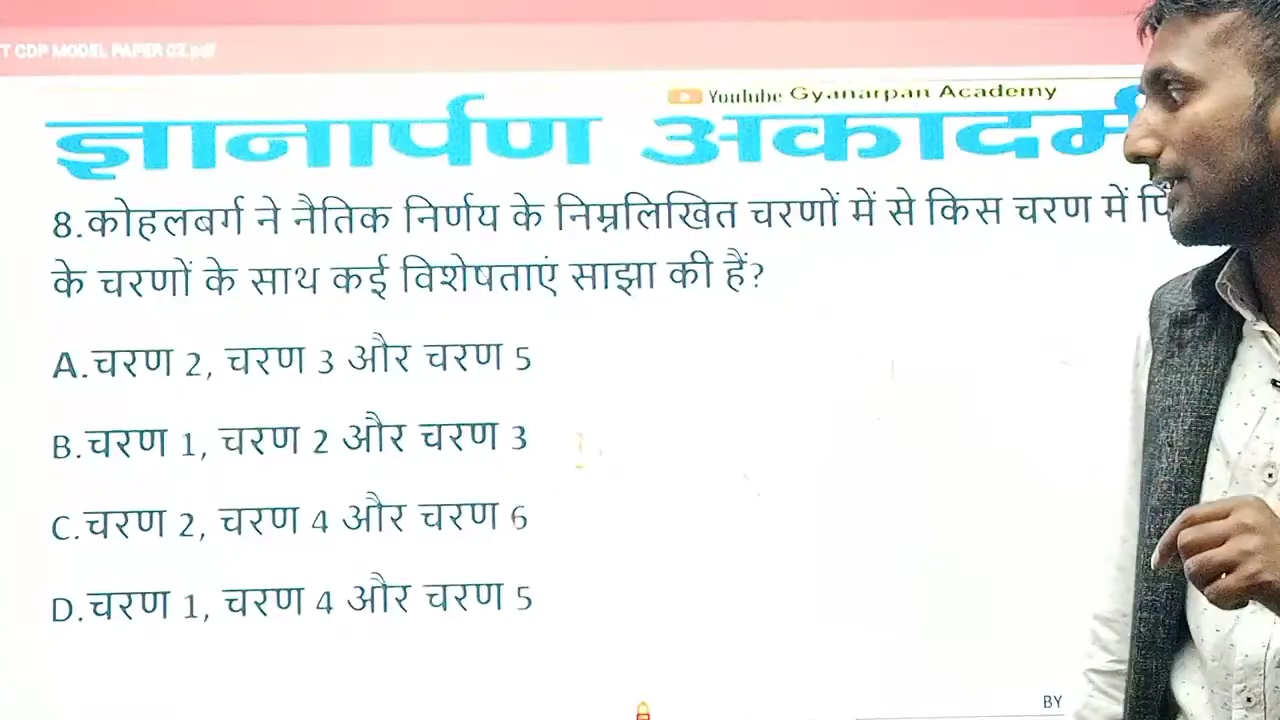 T CDP MODEL PAPER 02.pdf
Youtube Gyanarpan Academy
ज्ञानार्पण
8.कोहलबर्ग ने नैतिक निर्णय के निम्नलिखित चरणों में से किस चरण में
के चरणों के साथ कई विशेषताएं साझा की हैं?
A.चरण 2, चरण 3 और चरण 5
B.चरण 1, चरण 2 और चरण 3
C.चरण 2, चरण 4 और चरण 6
D.चरण 1, चरण 4 और चरण 5
BY